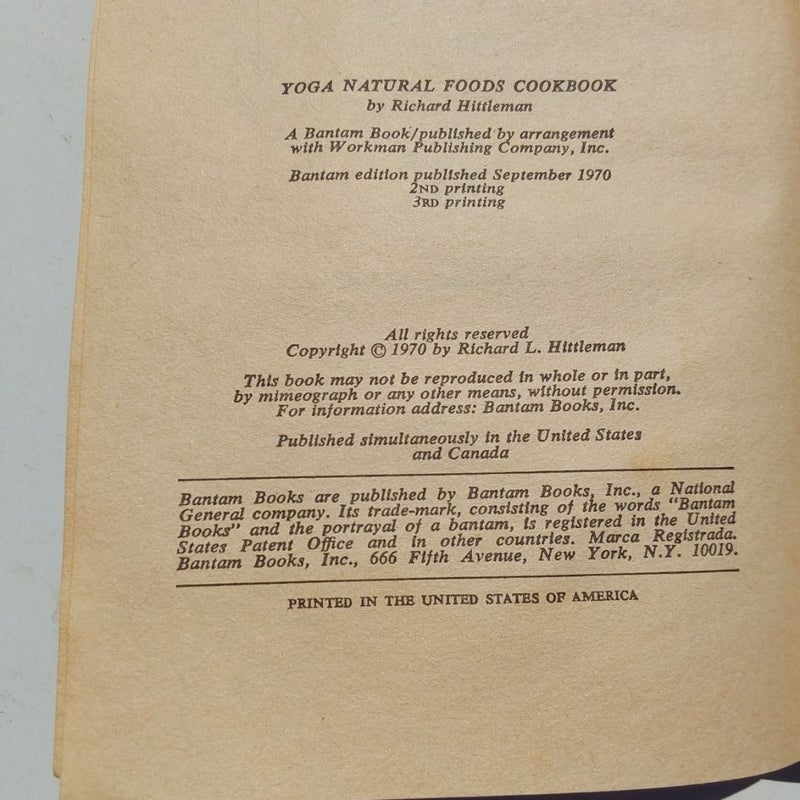 YOGA NATURAL FOODS COOKBOOK
by Richard Hittleman
A Bantam Book/published by arrangement
with Workman Publishing Company, Inc.
Bantam edition published September 1970
2ND printing
3RD printing
All rights reserved
Copyright © 1970 by Richard L. Hittleman
This book may not be reproduced in whole or in part,
by mimeograph or any other means, without permission.
For information address: Bantam Books, Inc.
Published simultaneously in the United States
and Canada
Bantam Books are published by Bantam Books, Inc., a National
General company. Its trade-mark, consisting of the words "Bantam
Books" and the portrayal of a bantam, is registered in the United
States Patent Office and in other countries. Marca Registrada.
Bantam Books, Inc., 666 Fifth Avenue, New York, N.Y. 10019.
PRINTED IN THE UNITED STATES OF AMERICA